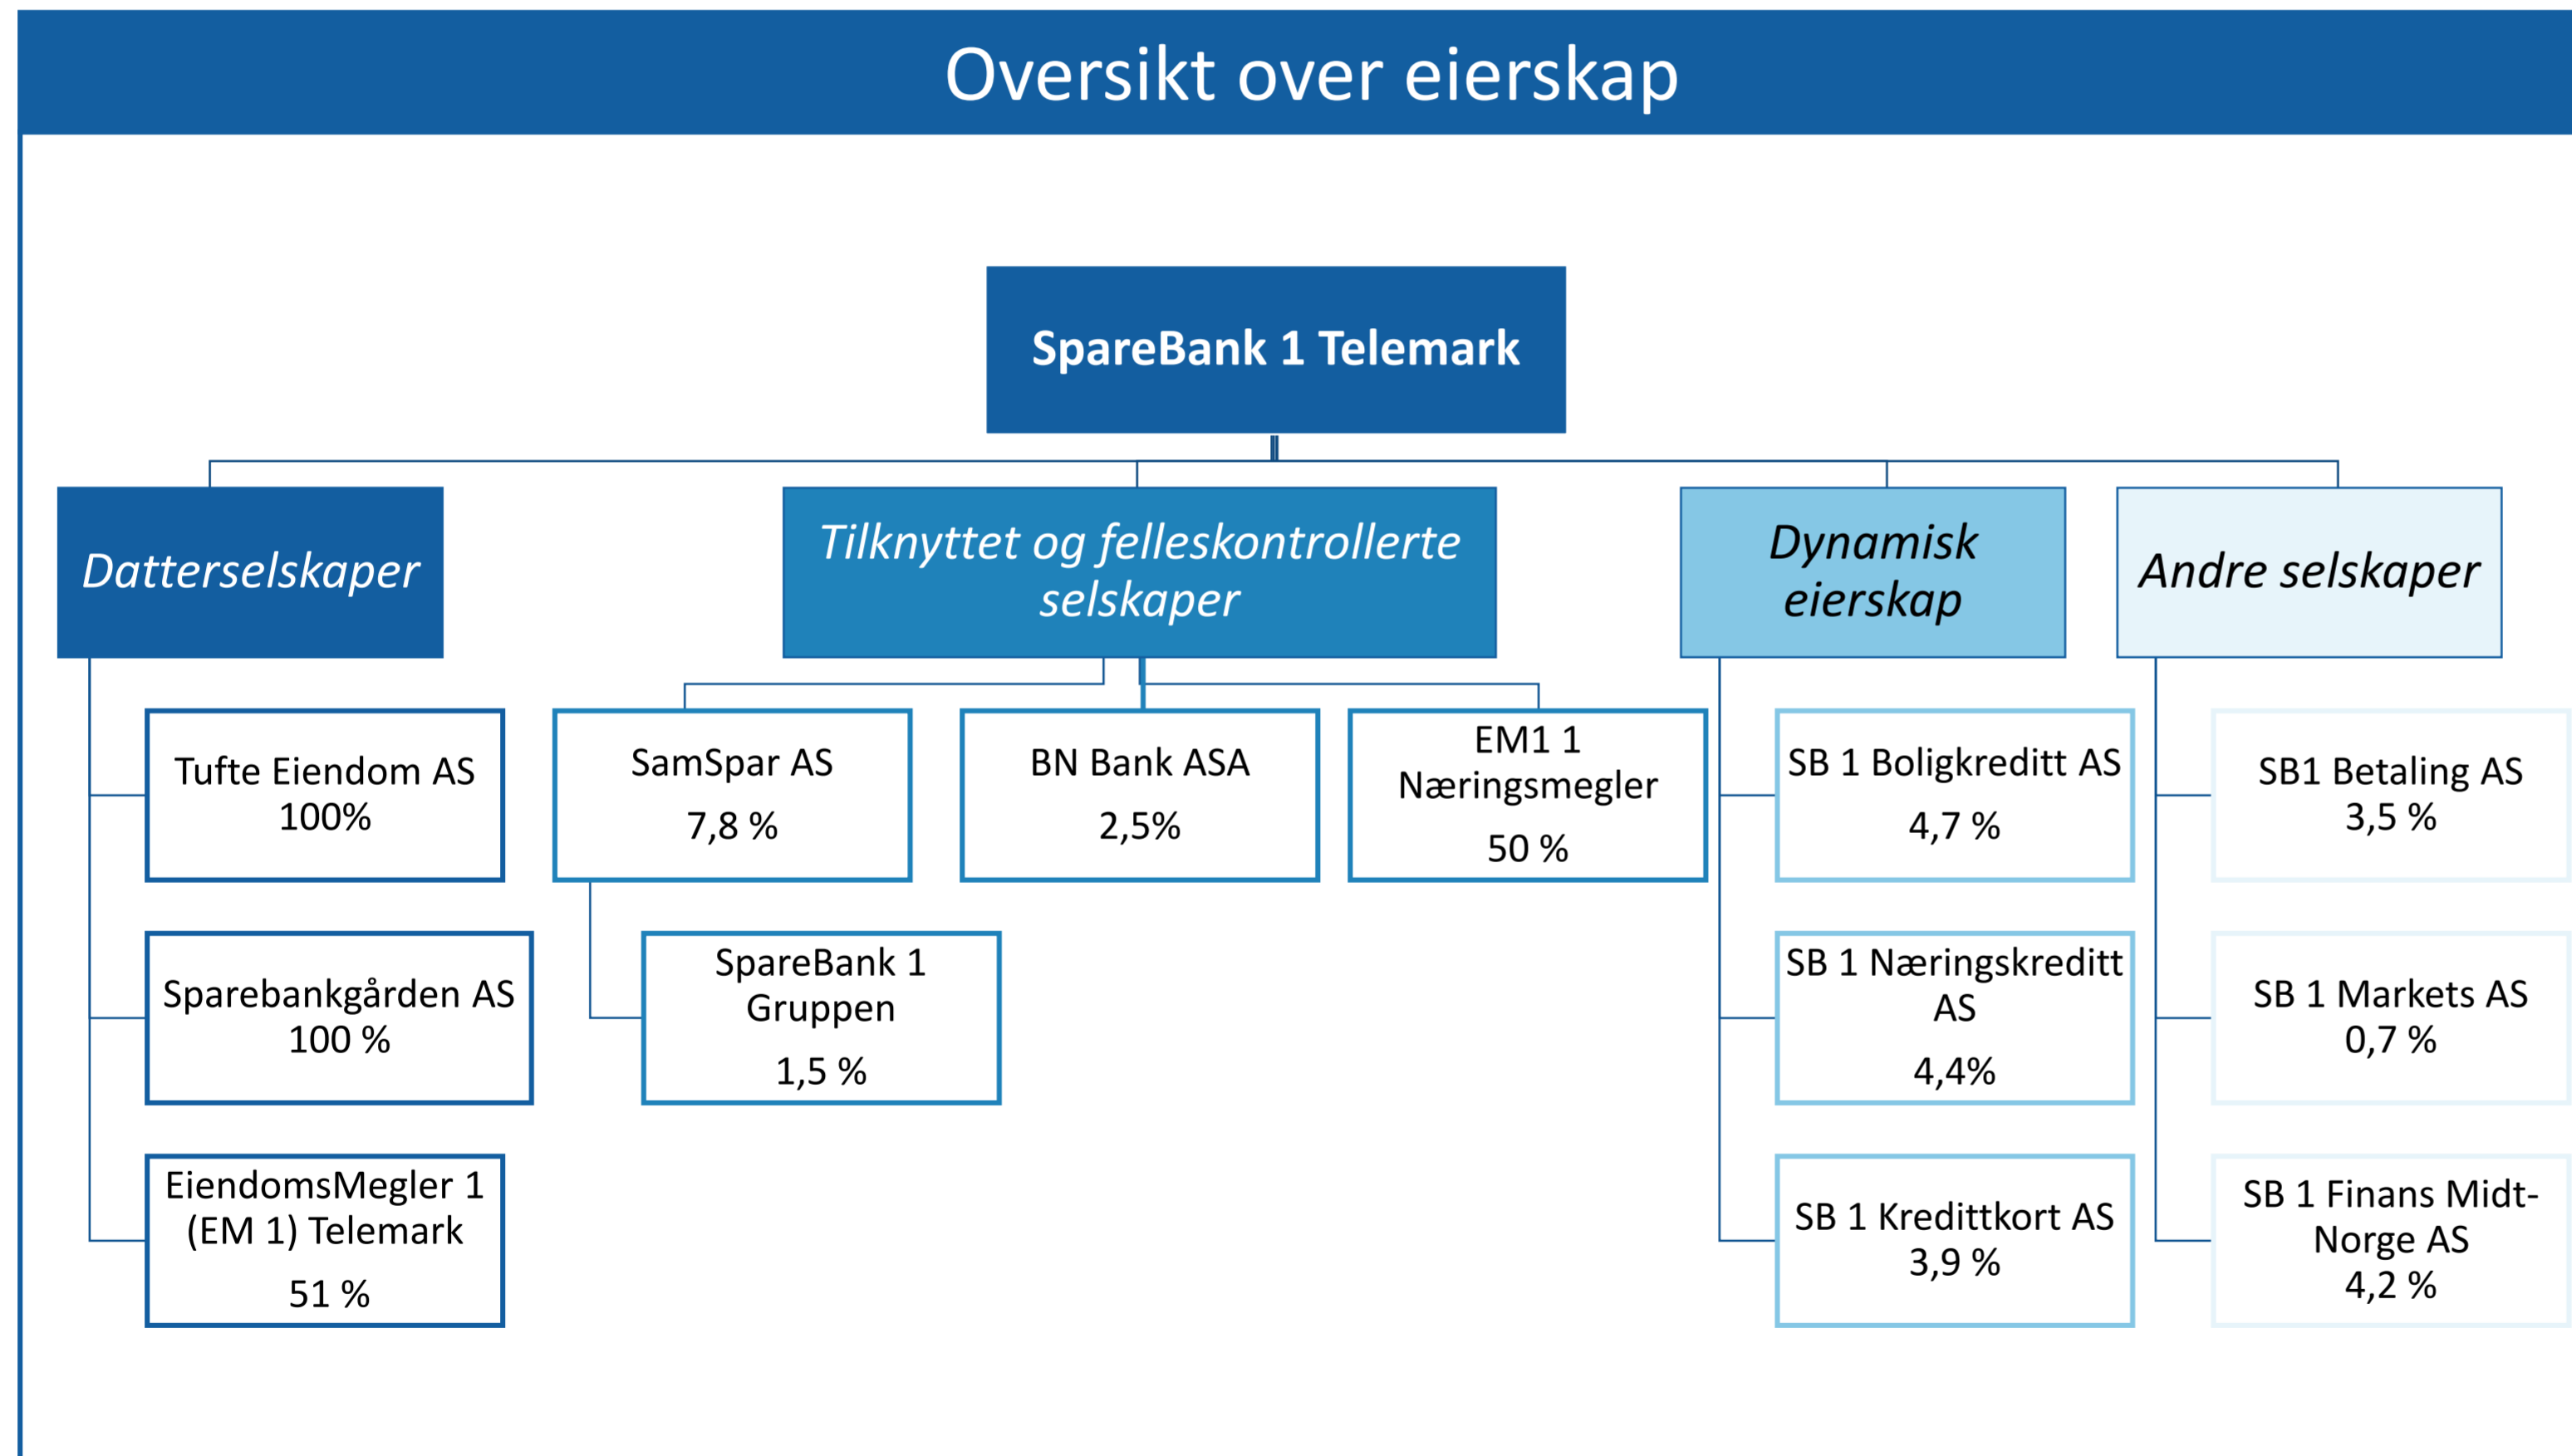 Oversikt over eierskap
SpareBank 1 Telemark
Datterselskaper
Tufte Eiendom AS
100%
Sparebankgården AS
100 %
EiendomsMegler 1
(EM 1) Telemark
51 %
Tilknyttet og felleskontrollerte
selskaper
SamSpar AS
7,8 %
SpareBank 1
Gruppen
1,5 %
BN Bank ASA
2,5%
EM1 1
Næringsmegler
50 %
Dynamisk
eierskap
SB 1 Boligkreditt AS
4,7 %
SB 1 Næringskreditt
AS
4,4%
SB 1 Kredittkort AS
3,9 %
Andre selskaper
SB1 Betaling AS
3,5 %
SB 1 Markets AS
0,7 %
SB 1 Finans Midt-
Norge AS
4,2 %